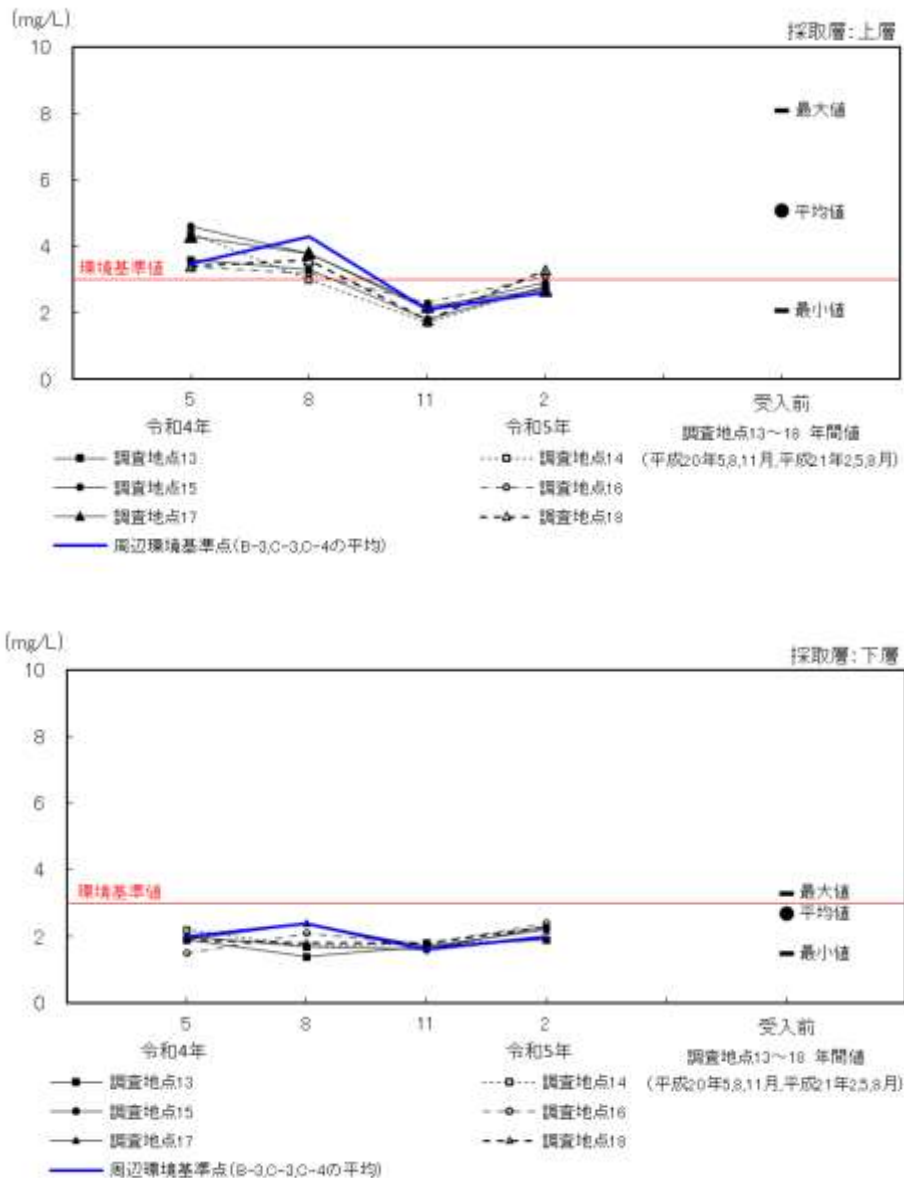 (mg/L)
採取層:上層
10
8
6
4
2
0
環境基準値
最大値
平均値
最小値
5 8 11 2 受入前
令和4年 令和5年 調査地点13～18 年間値
(平成20年5,8,11月,平成21年2,5,8月)
調査地点13 調査地点14
調査地点15 調査地点16
調査地点17 調査地点18
周辺環境基準点(B-3,C-3,C-4の平均)
(mg/L)
採取層:下層
10
8
6
4
2
0
環境基準値
最大値
平均値
最小値
5 8 11 2 受入前
令和4年 令和5年 調査地点13～18 年間値
(平成20年5,8,11月,平成21年2,5,8月)
調査地点13 調査地点14
調査地点15 調査地点16
調査地点17 調査地点18
周辺環境基準点(B-3,C-3,C-4の平均)